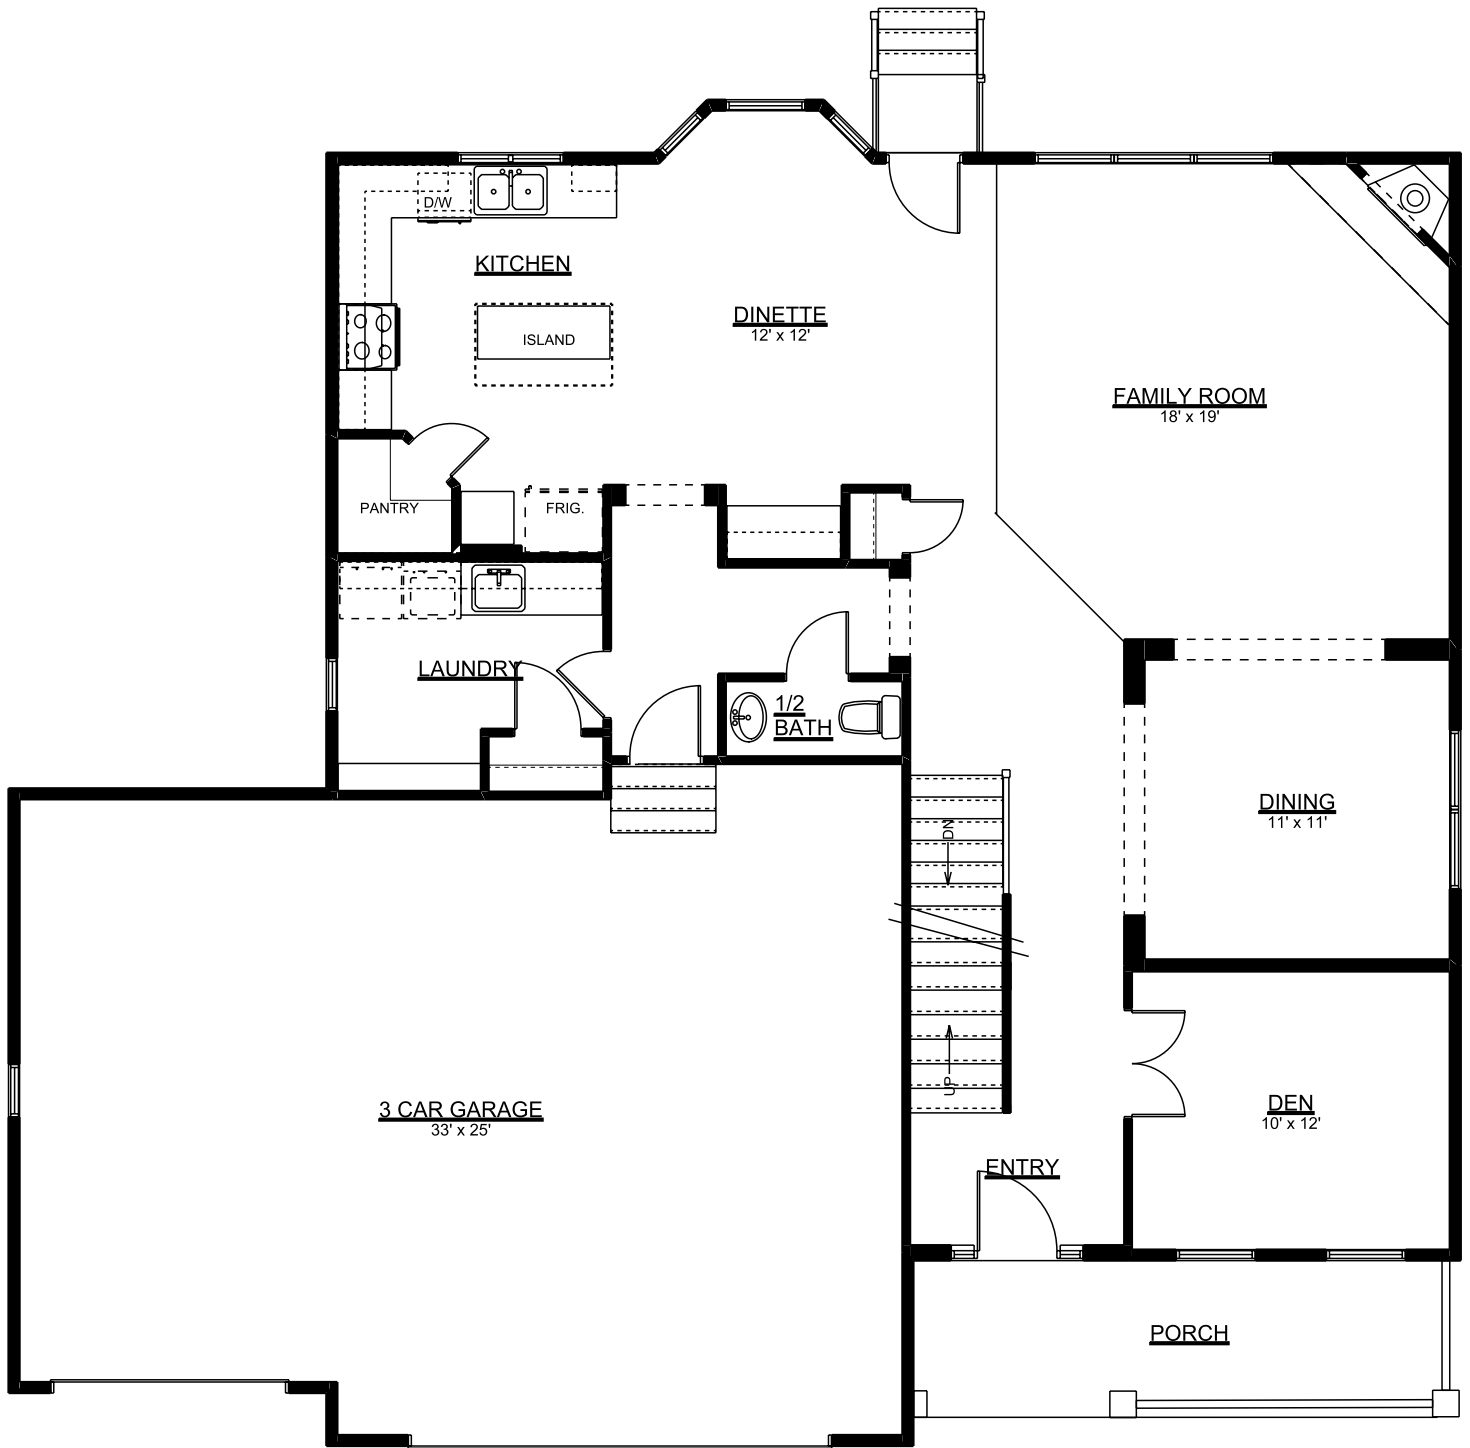 D/W
KITCHEN
ISLAND
DINETTE
12' x 12'
FAMILY ROOM
18' x 19'
PANTRY
FRIG.
LAUNDRY
1/2
BATH
DINING
11' x 11'
DN
UP
3 CAR GARAGE
33' x 25'
DEN
10' x 12'
ENTRY
PORCH